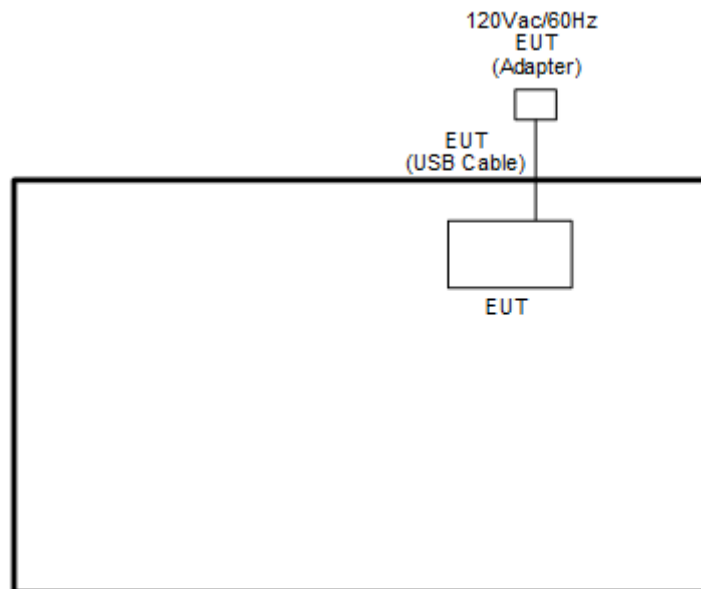 120Vac/60Hz
EUT
(Adapter)
EUT
(USB Cable)
EUT